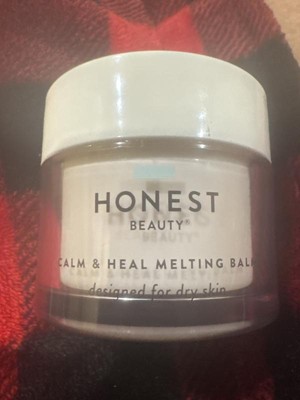 HONEST
BEAUTY®
CALM & HEAL MELTING BALM
designed for dry skin